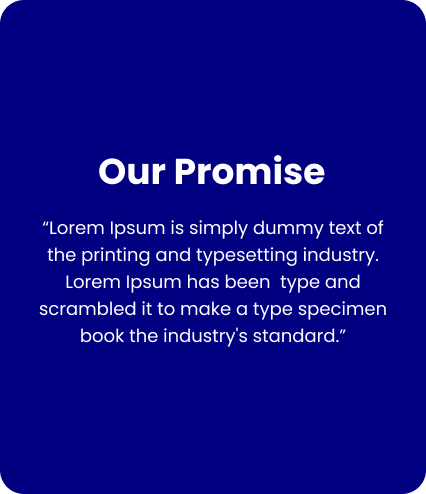 Our Promise
“Lorem Ipsum is simply dummy text of
the printing and typesetting industry.
Lorem Ipsum has been  type and
scrambled it to make a type specimen
book the industry's standard.”